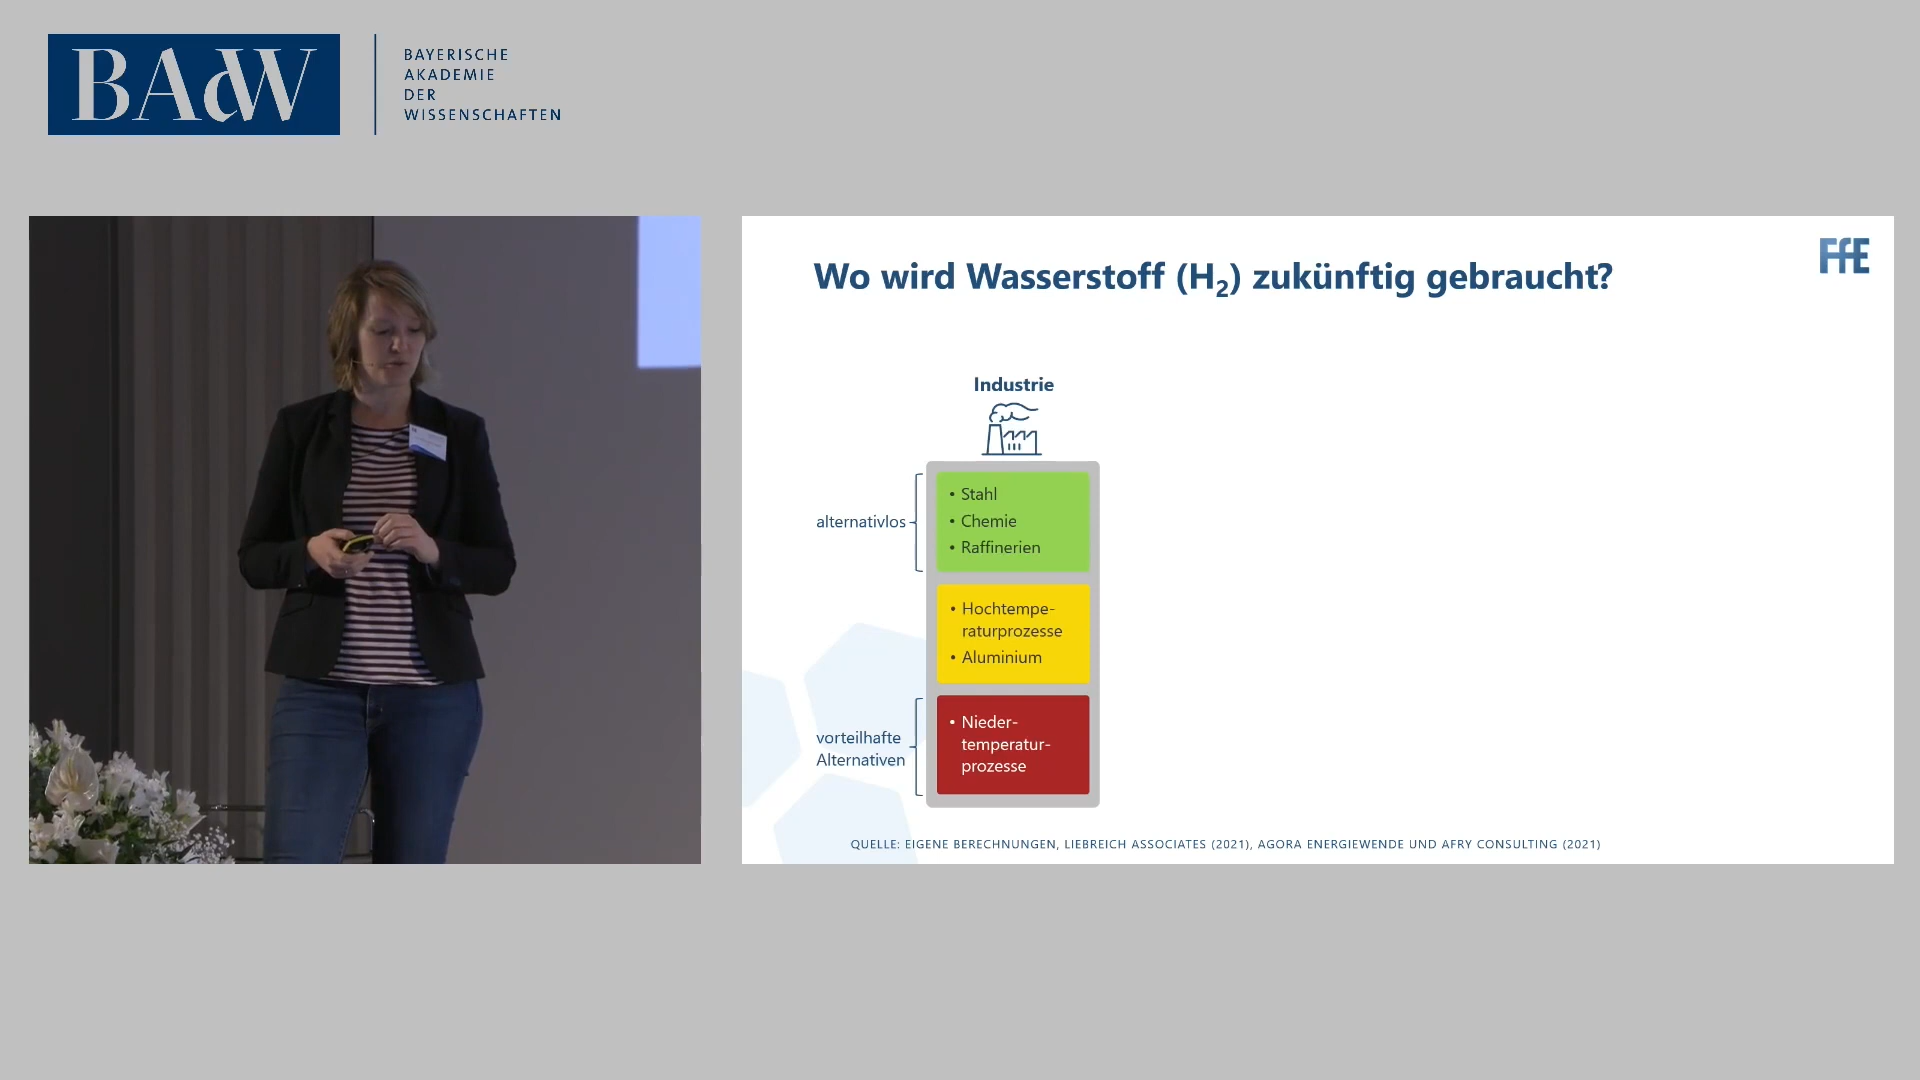 BAdW
BAYERISCHE
AKADEMIE
DER
WISSENSCHAFTEN
FfE
Wo wird Wasserstoff (H₂) zukünftig gebraucht?
Industrie
alternativlos
• Stahl
• Chemie
• Raffinerien
• Hochtempe-
raturprozesse
• Aluminium
vorteilhafte
Alternativen
• Nieder-
temperatur-
prozesse
QUELLE: EIGENE BERECHNUNGEN, LIEBREICH ASSOCIATES (2021), AGORA ENERGIEWENDE UND AFRY CONSULTING (2021)